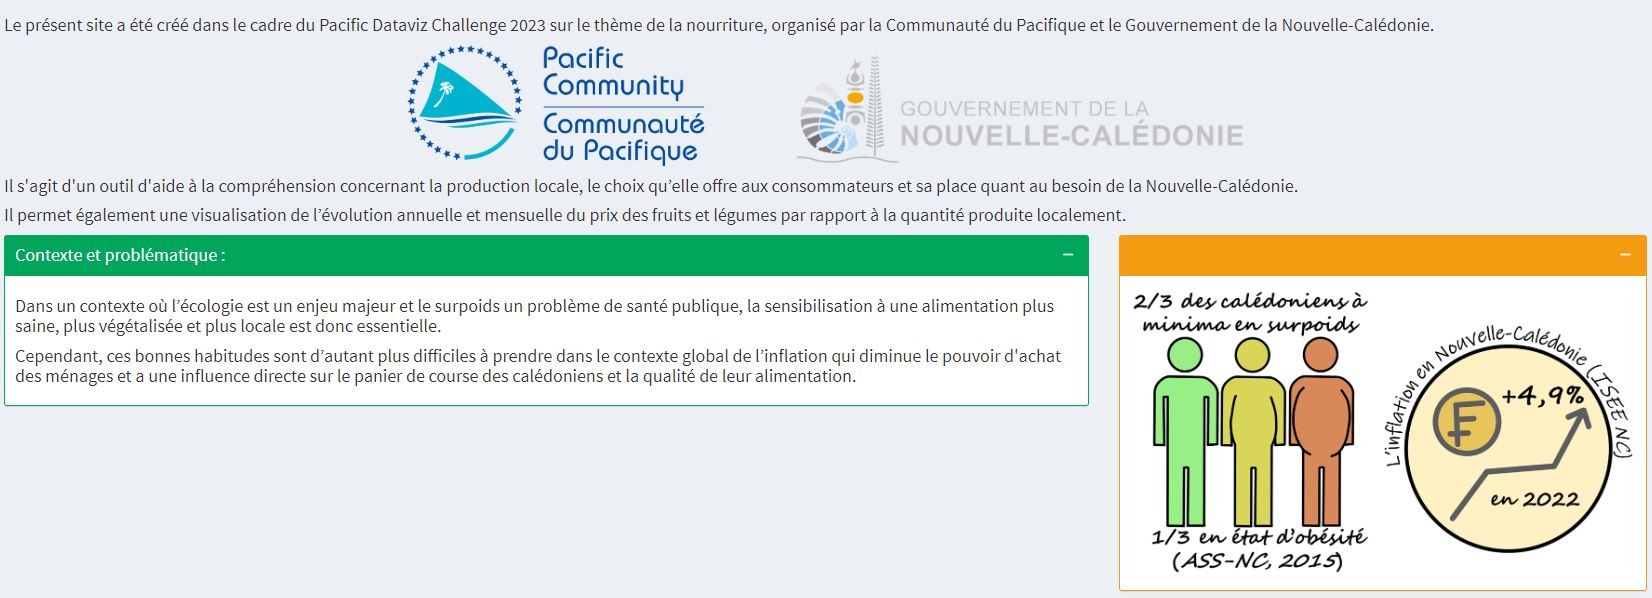 Le présent site a été créé dans le cadre du Pacific Dataviz Challenge 2023 sur le thème de la nourriture, organisé par la Communauté du Pacifique et le Gouvernement de la Nouvelle-Calédonie.
Pacific
Community
Communauté
du Pacifique
GOUVERNEMENT DE LA
NOUVELLE-CALÉDONIE
Il s'agit d'un outil d'aide à la compréhension concernant la production locale, le choix qu’elle offre aux consommateurs et sa place quant au besoin de la Nouvelle-Calédonie.
Il permet également une visualisation de l’évolution annuelle et mensuelle du prix des fruits et légumes par rapport à la quantité produite localement.
Contexte et problématique :
Dans un contexte où l’écologie est un enjeu majeur et le surpoids un problème de santé publique, la sensibilisation à une alimentation plus
saine, plus végétalisée et plus locale est donc essentielle.
Cependant, ces bonnes habitudes sont d’autant plus difficiles à prendre dans le contexte global de l’inflation qui diminue le pouvoir d'achat
des ménages et a une influence directe sur le panier de course des calédoniens et la qualité de leur alimentation.
2/3 des calédoniens à
minima en surpoids
1/3 en état d'obésité
(ASS-NC, 2015)
L'inflation en Nouvelle-Calédonie (ISEE NC)
+4,9%
en 2022